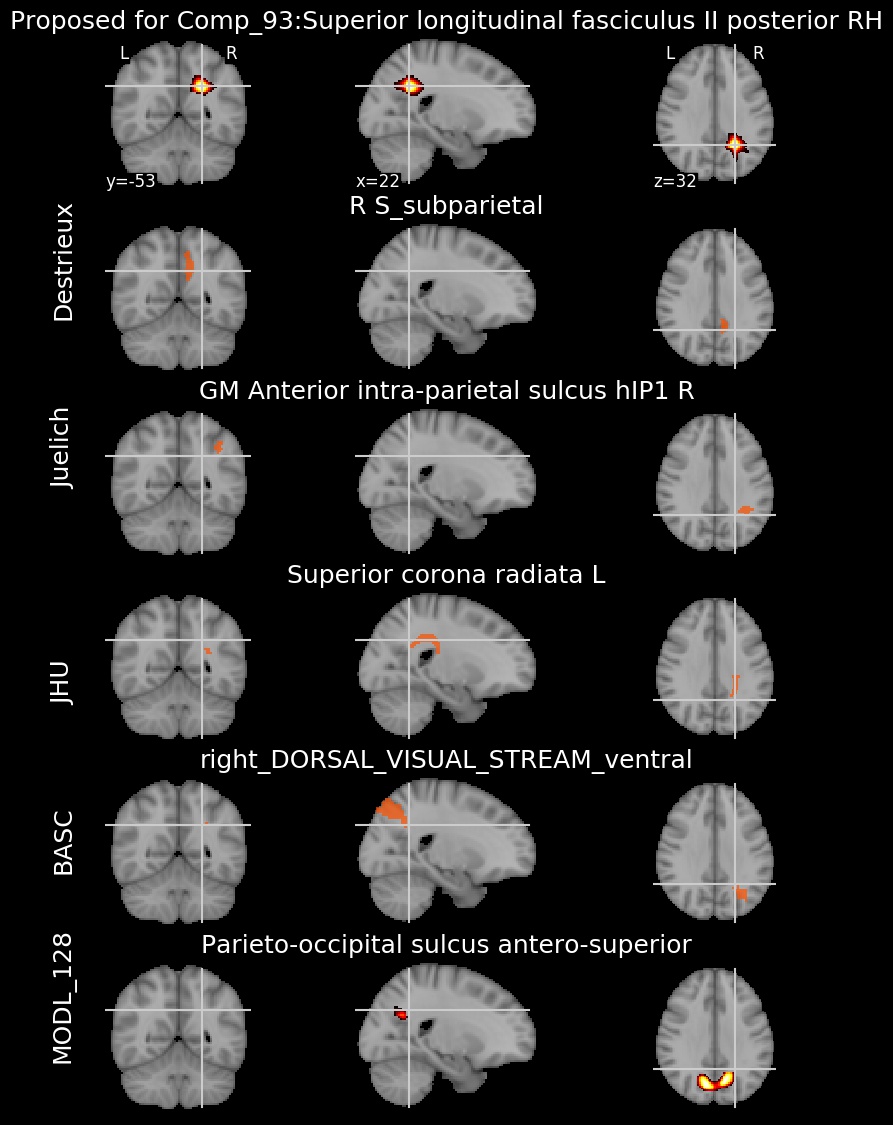 Proposed for Comp_93:Superior longitudinal fasciculus II posterior RH
L R L R
y=-53 x=22 z=32
R S_subparietal
Destrieux
GM Anterior intra-parietal sulcus hIP1 R
Juelich
Superior corona radiata L
JHU
right_DORSAL_VISUAL_STREAM_ventral
BASC
Parieto-occipital sulcus antero-superior
MODL_128